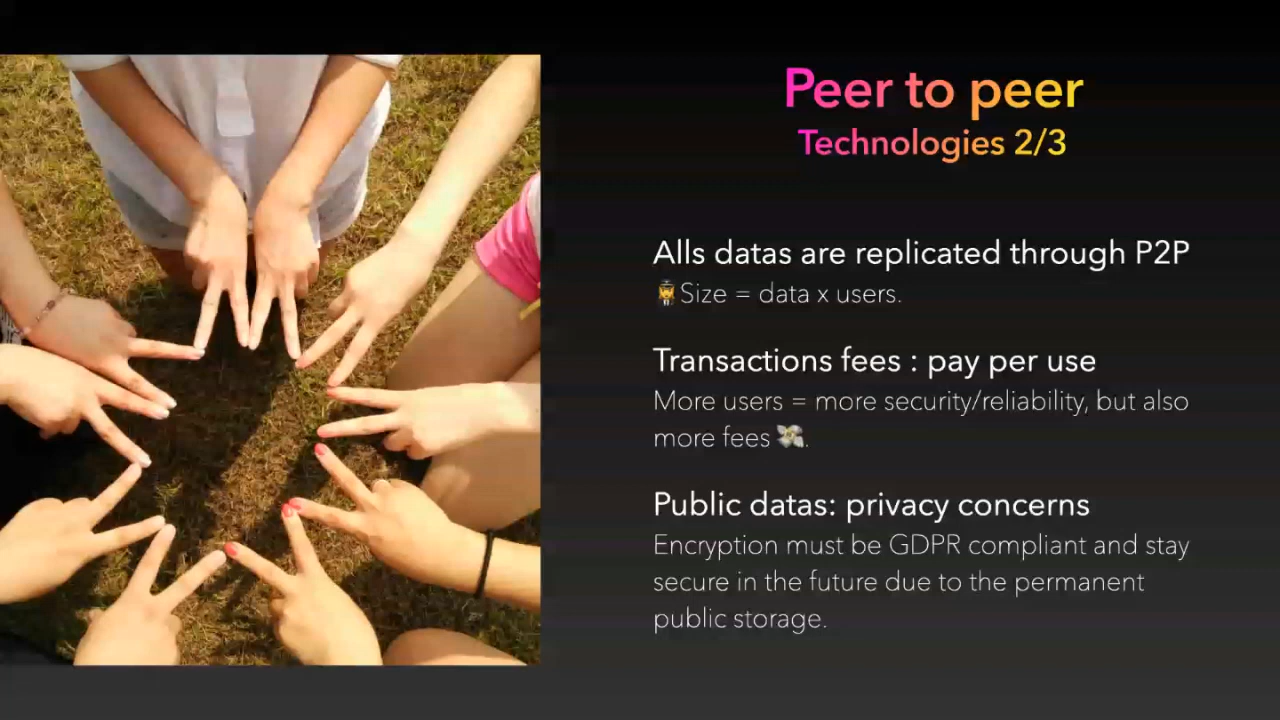 Peer to peer
Technologies 2/3
Alls datas are replicated through P2P
Size = data x users.
Transactions fees : pay per use
More users = more security/reliability, but also
more fees 💸.
Public datas: privacy concerns
Encryption must be GDPR compliant and stay
secure in the future due to the permanent
public storage.